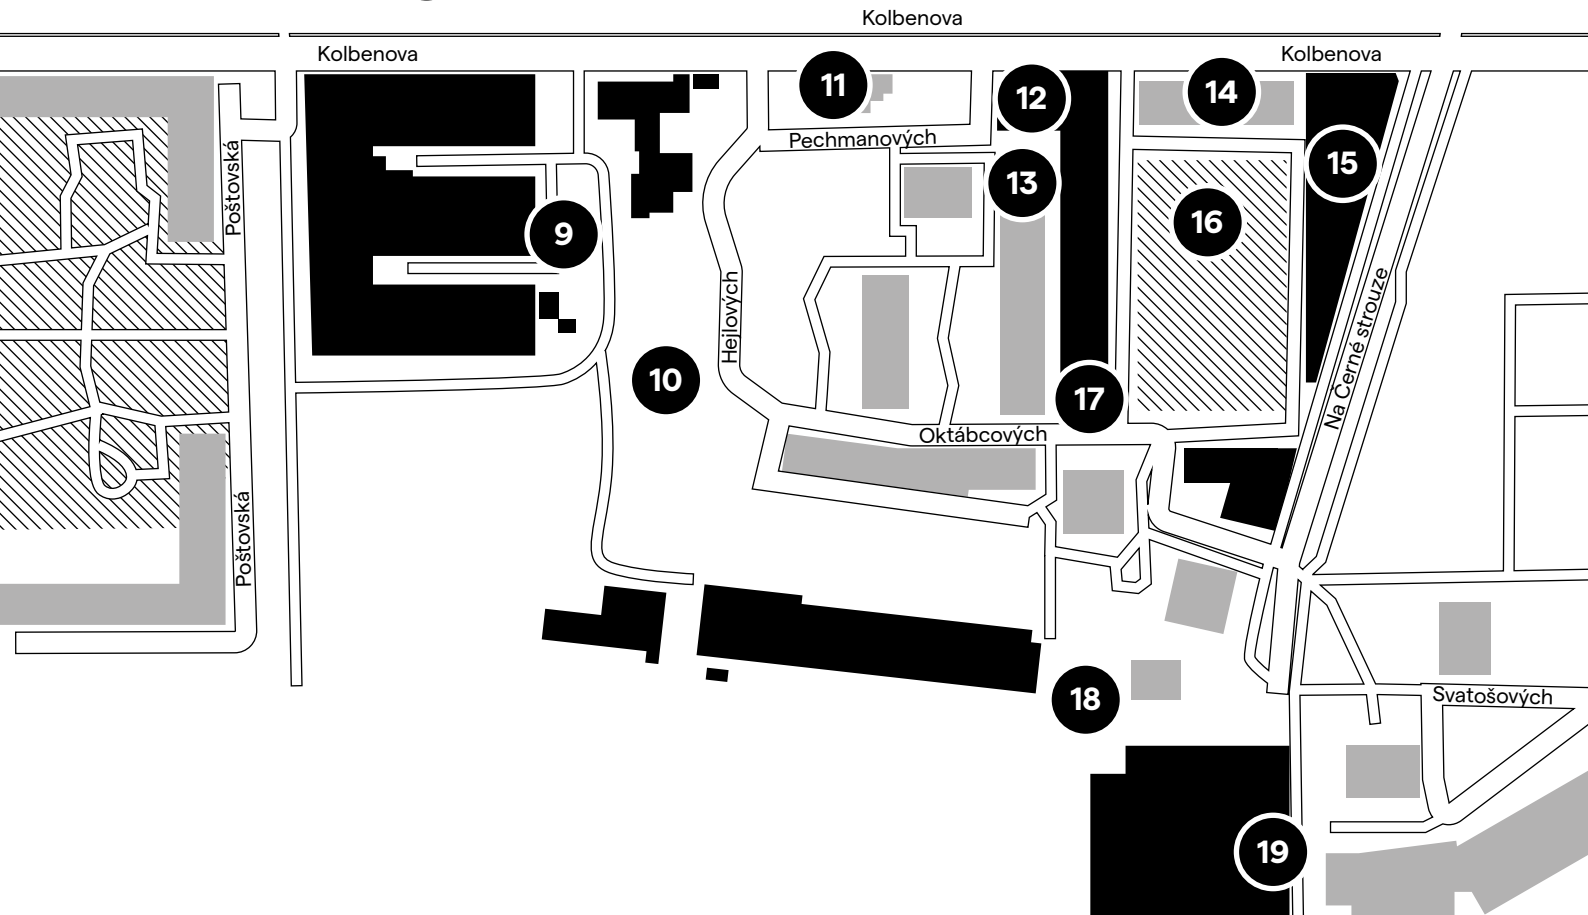 Kolbenova
Kolbenova
Kolbenova
11
12
14
Pechmanových
15
13
Poštovská
16
9
Hejlových
Na Černé strouze
10
17
Oktábcových
Poštovská
18
Svatošových
19